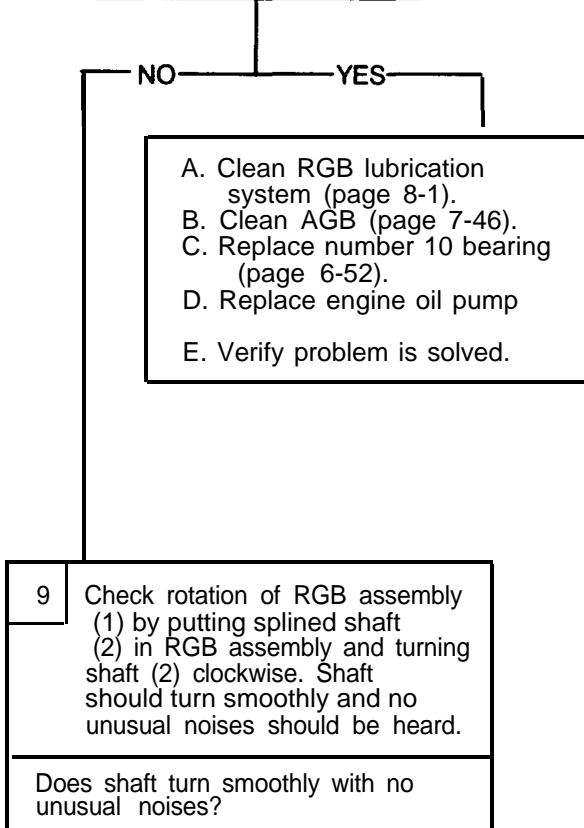 NO YES
A. Clean RGB lubrication
system (page 8-1).
B. Clean AGB (page 7-46).
C. Replace number 10 bearing
(page 6-52).
D. Replace engine oil pump
E. Verify problem is solved.
9 Check rotation of RGB assembly
(1) by putting splined shaft
(2) in RGB assembly and turning
shaft (2) clockwise. Shaft
should turn smoothly and no
unusual noises should be heard.
Does shaft turn smoothly with no
unusual noises?